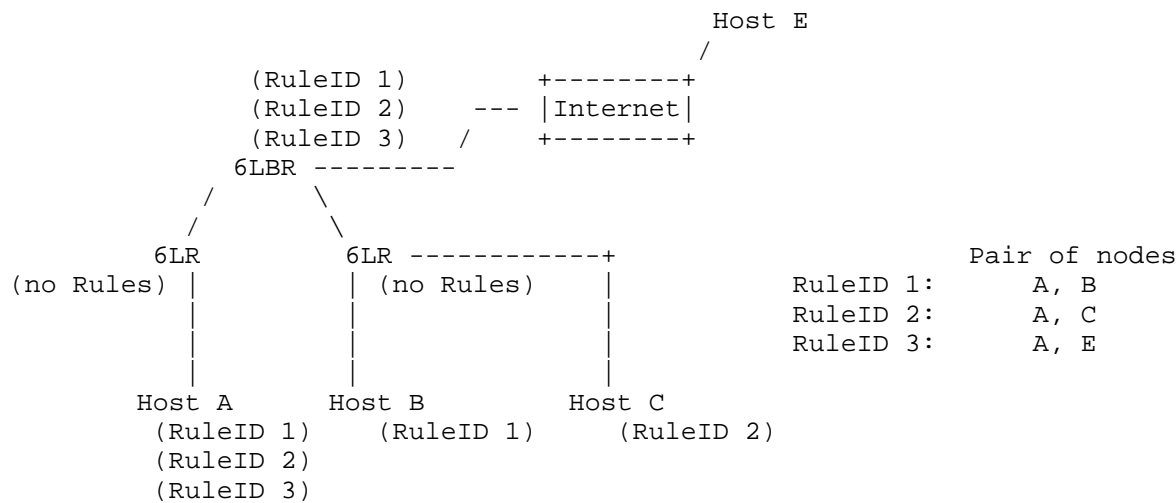 Host E
(RuleID 1)
(RuleID 2) Internet
(RuleID 3)
6LBR
6LR 6LR Pair of nodes
(no Rules) (no Rules) RuleID 1: A, B
RuleID 2: A, C
RuleID 3: A, E
Host A Host B Host C
(RuleID 1) (RuleID 1) (RuleID 2)
(RuleID 2)
(RuleID 3)